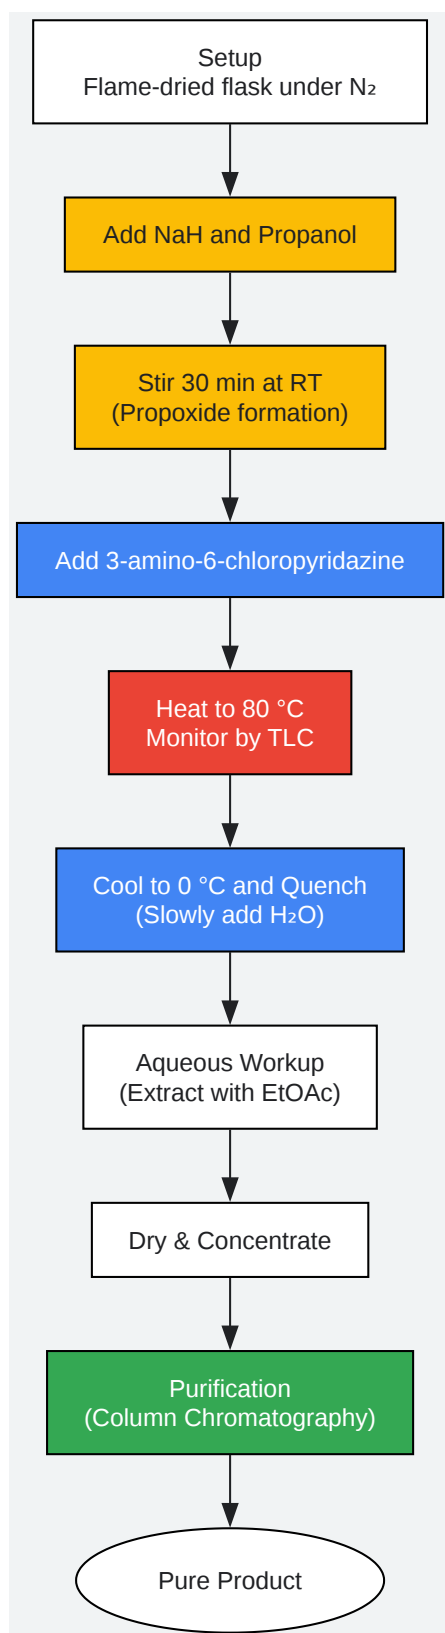 Setup
Flame-dried flask under N₂
Add NaH and Propanol
Stir 30 min at RT
(Propoxide formation)
Add 3-amino-6-chloropyridazine
Heat to 80 °C
Monitor by TLC
Cool to 0 °C and Quench
(Slowly add H₂O)
Aqueous Workup
(Extract with EtOAc)
Dry & Concentrate
Purification
(Column Chromatography)
Pure Product